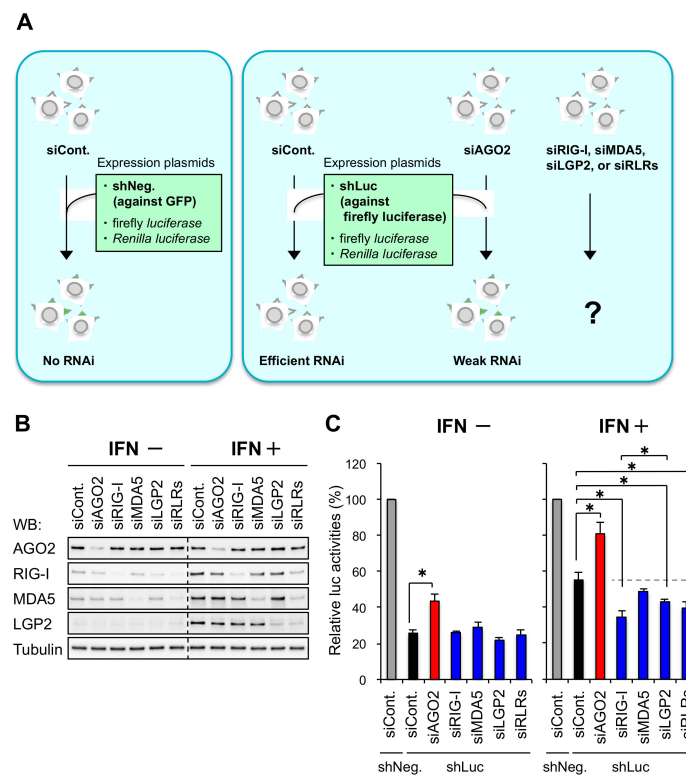 A
siCont.
Expression plasmids
・ shNeg.
(against GFP)
・ firefly luciferase
・ Renilla luciferase
No RNAi
siCont.
Expression plasmids
・ shLuc
(against
firefly luciferase)
・ firefly luciferase
・ Renilla luciferase
siAGO2
siRIG-I, siMDA5,
siLGP2, or siRLRs
Efficient RNAi
Weak RNAi
?
B
IFN －
IFN ＋
WB:
siCont.
siAGO2
siRIG-I
siMDA5
siLGP2
siRLRs
siCont.
siAGO2
siRIG-I
siMDA5
siLGP2
siRLRs
AGO2
RIG-I
MDA5
LGP2
Tubulin
C
IFN －
IFN ＋
Relative luc activities (%)
120
100
80
60
40
20
0
*
*
*
*
*
siCont.
siCont.
siAGO2
siRIG-I
siMDA5
siLGP2
siRLRs
shNeg.
shLuc
siCont.
siCont.
siAGO2
siRIG-I
siMDA5
siLGP2
siRLRs
shNeg.
shLuc